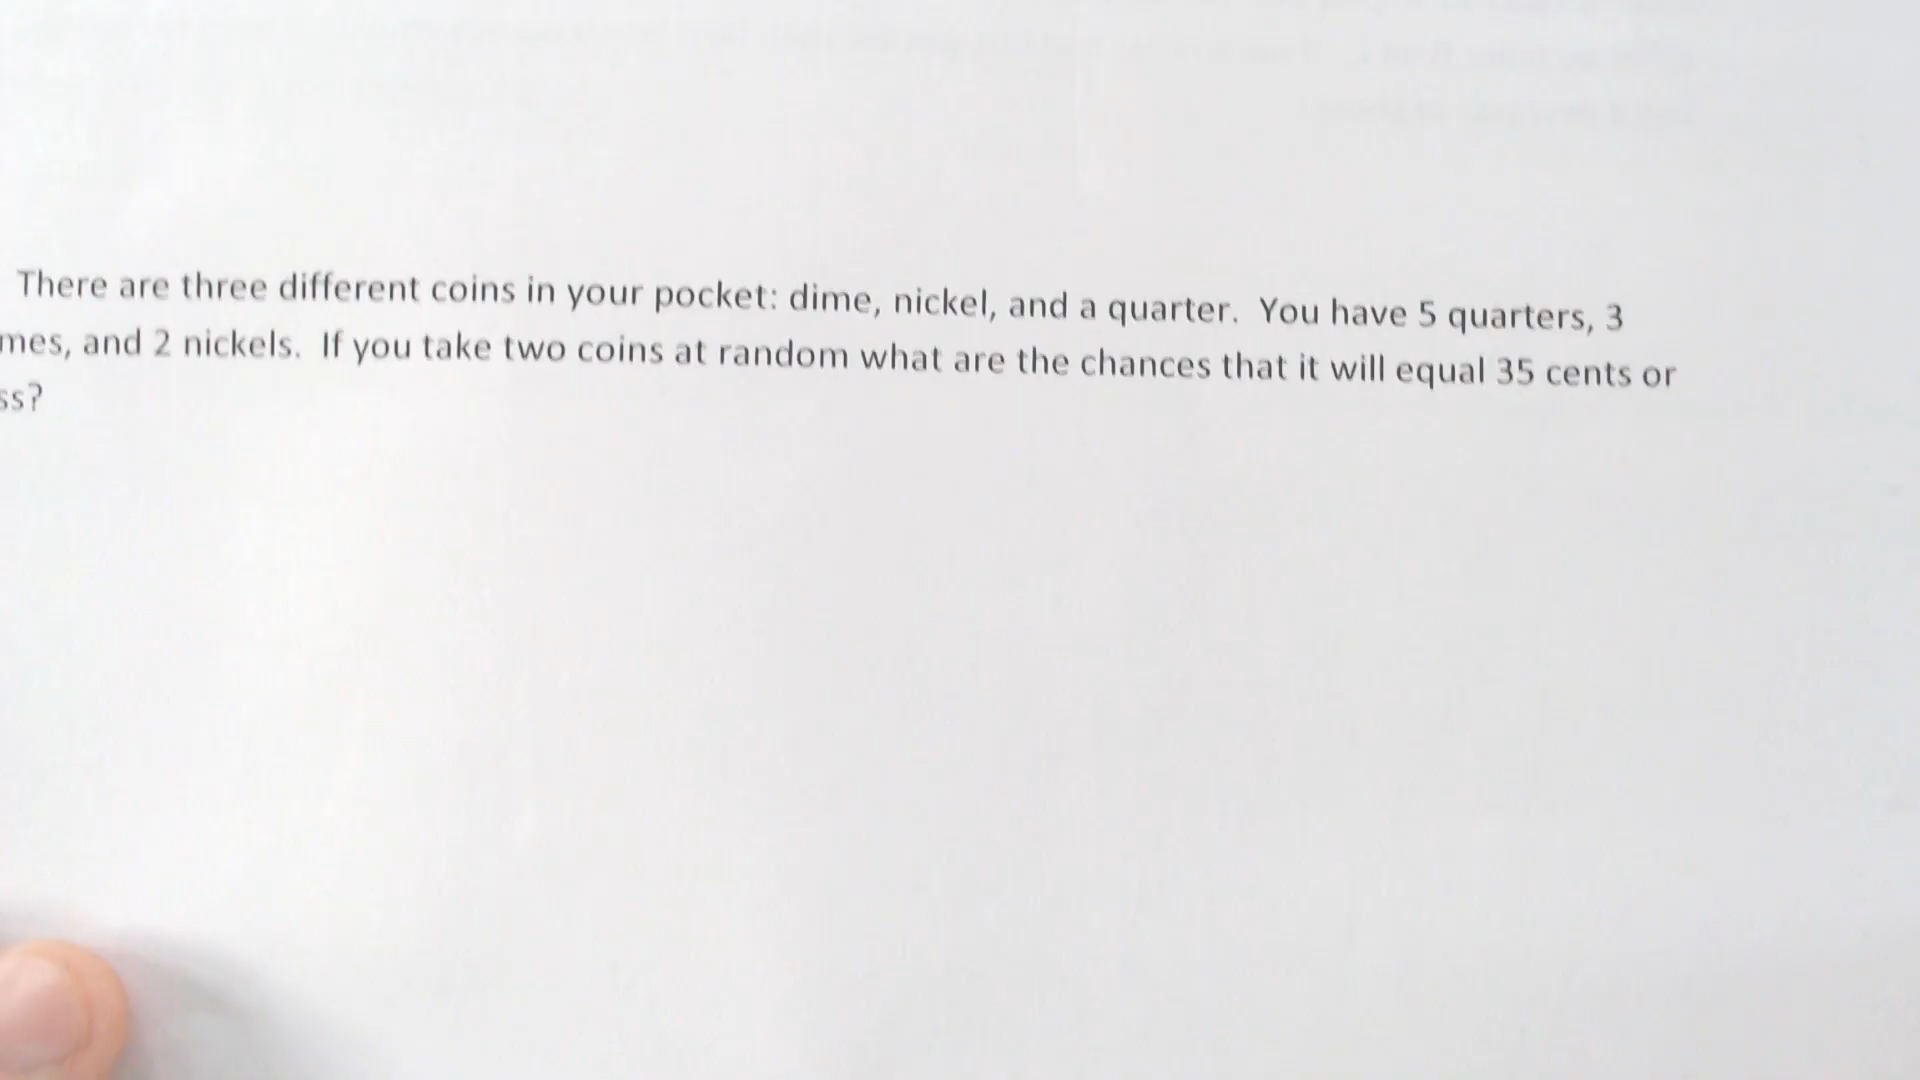 There are three different coins in your pocket: dime, nickel, and a quarter. You have 5 quarters, 3
mes, and 2 nickels. If you take two coins at random what are the chances that it will equal 35 cents or
ss?